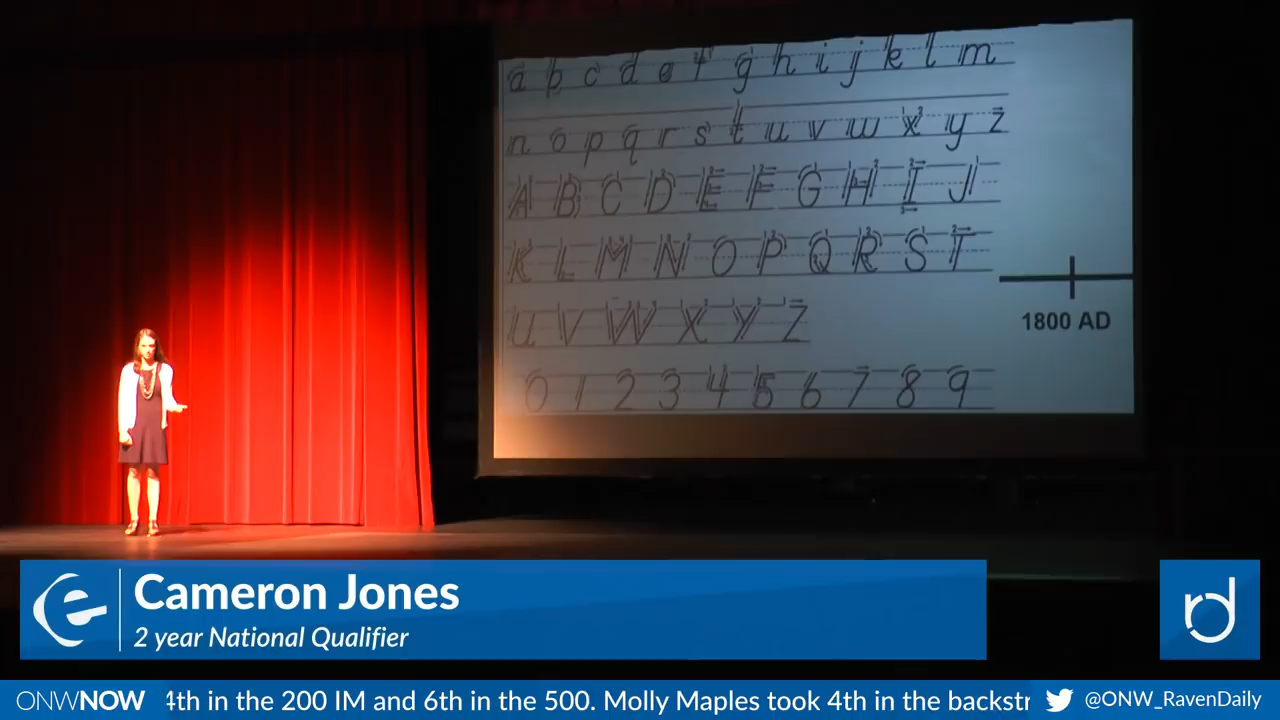 a b c d e f g h i j k l m
n o p q r s t u v w x y z
A B C D E F G H I J
K L M N O P Q R S T
U V W X Y Z
0 1 2 3 4 5 6 7 8 9
1800 AD
Cameron Jones
2 year National Qualifier
rd
ONWNOW 4th in the 200 IM and 6th in the 500. Molly Maples took 4th in the backstr @ONW_RavenDaily